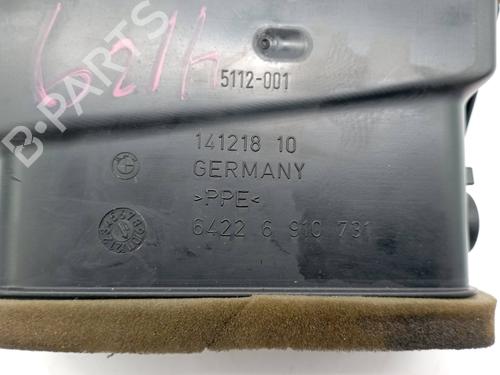 B-PARTS
5112-001
141218 10
GERMANY
>PPE<
6422 6 910 731